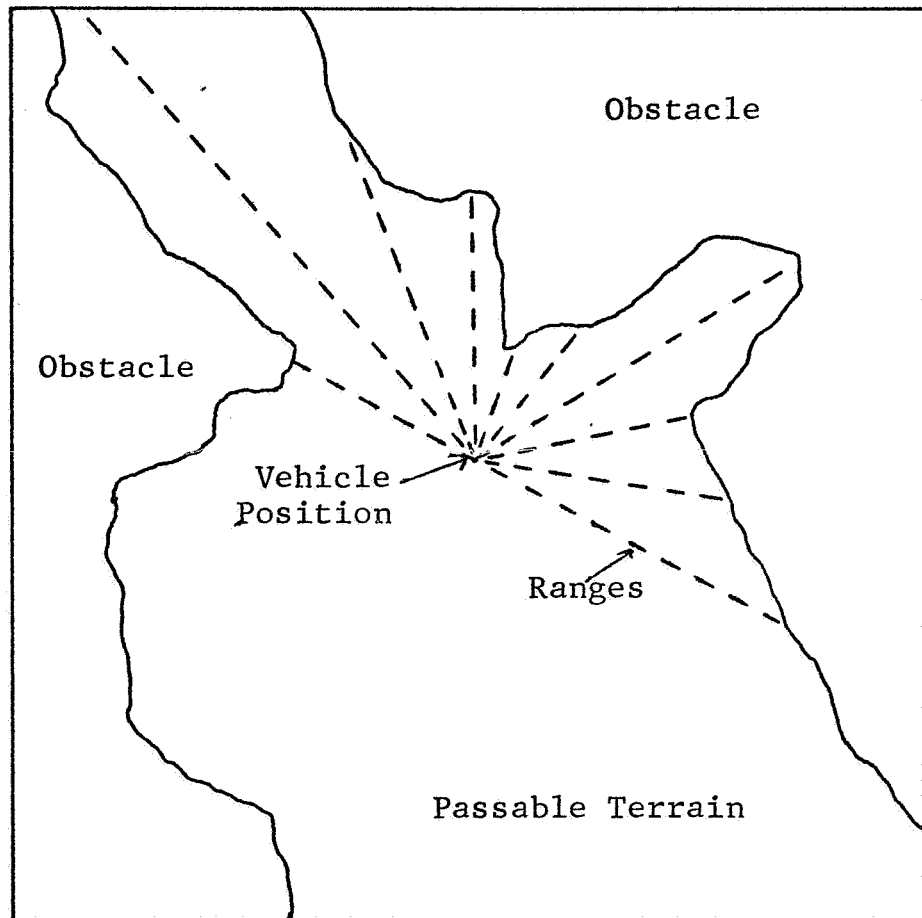 Obstacle
Obstacle
Vehicle
Position
Ranges
Passable Terrain